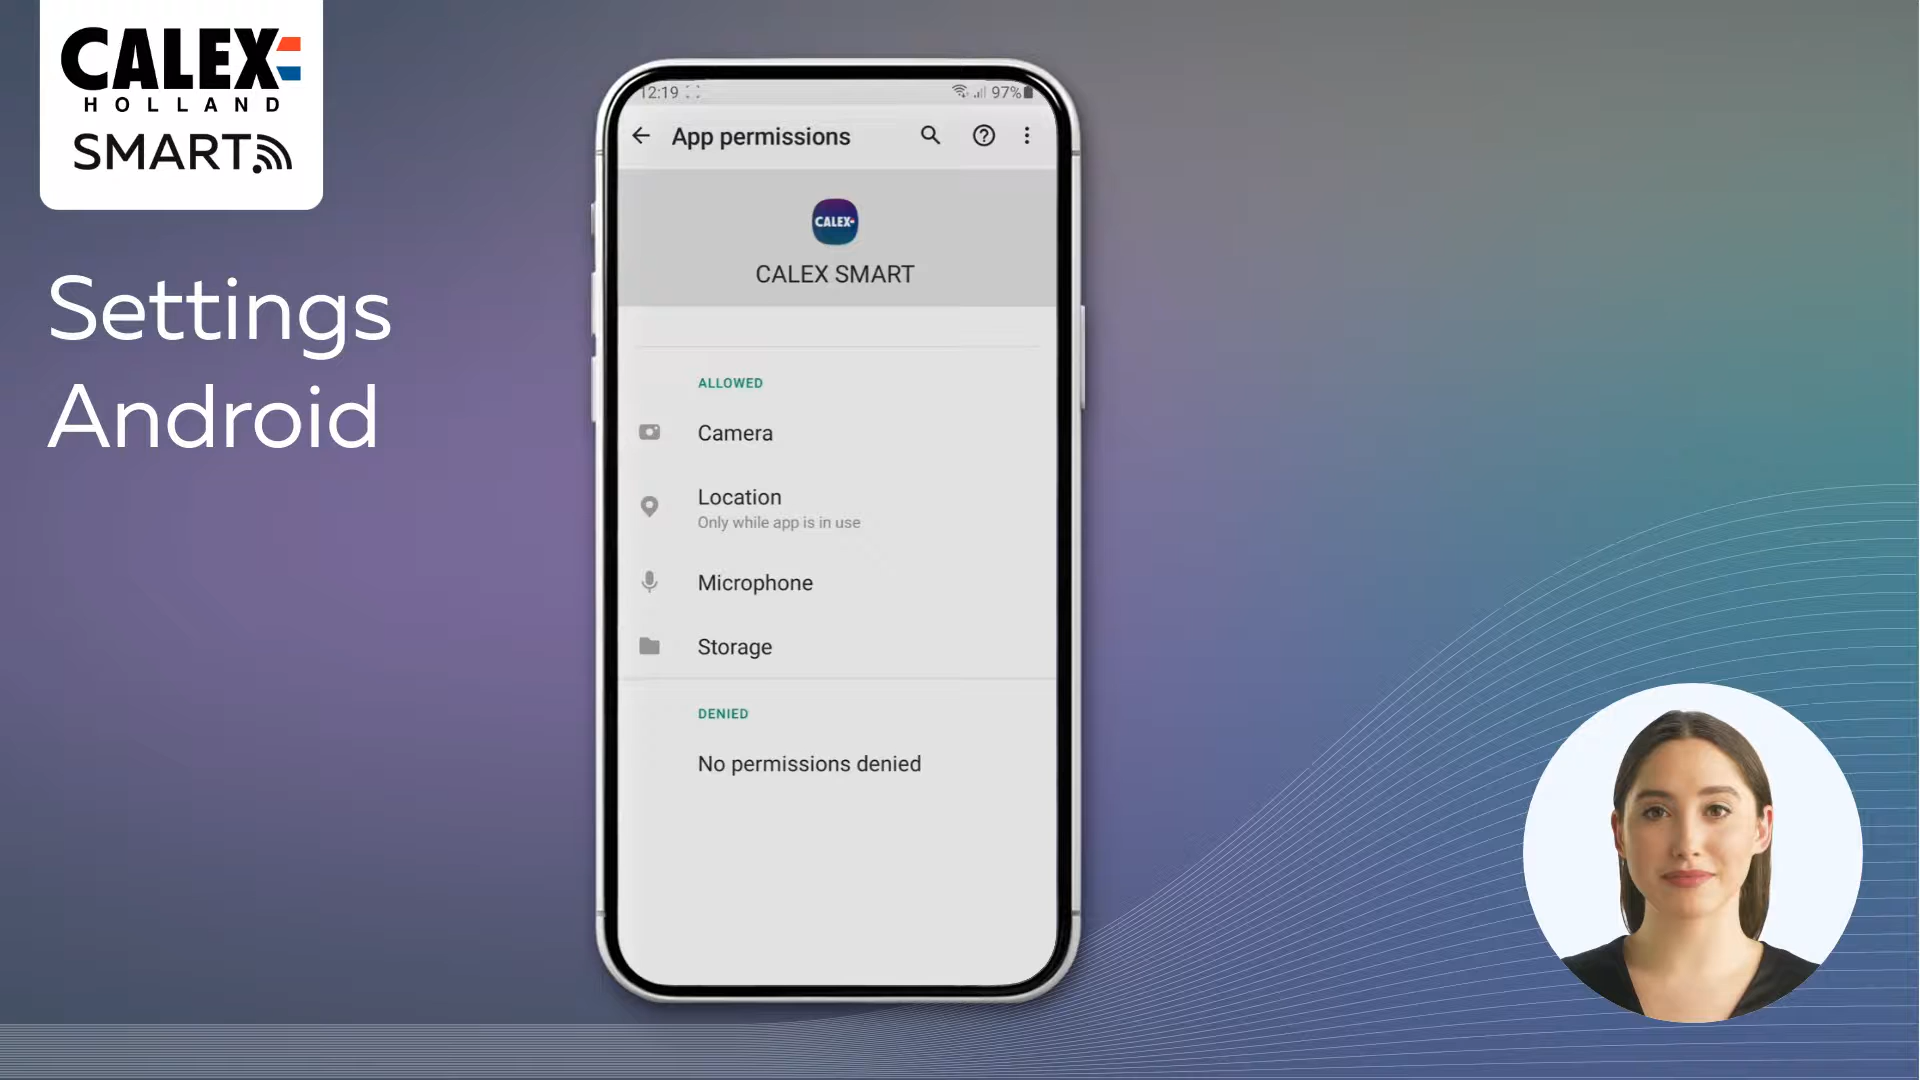 CALEX
HOLLAND
SMART
Settings
Android
12:19
97%
App permissions
CALEX
CALEX SMART
ALLOWED
Camera
Location
Only while app is in use
Microphone
Storage
DENIED
No permissions denied